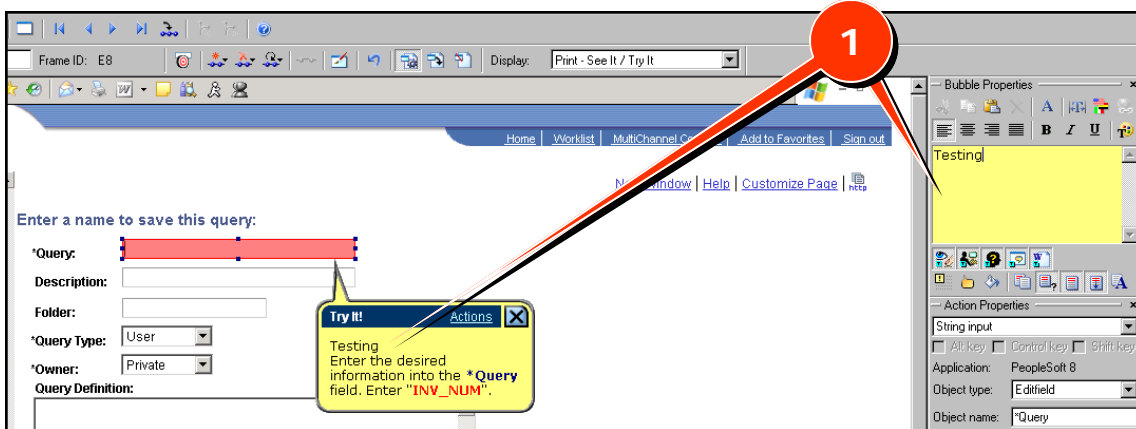 Frame ID: E8
Display: Print - See It / Try It
1
Home Worklist MultiChannel Add to Favorites Sign out
Window Help Customize Page http
Enter a name to save this query:
*Query:
Description:
Folder:
*Query Type: User
*Owner: Private
Query Definition:
Try It! Actions X
Testing
Enter the desired
information into the *Query
field. Enter "INV_NUM".
Bubble Properties x
A
B I U
Testing
A
Action Properties x
String input
Alt key Control key Shift key
Application: PeopleSoft 8
Object type: Editfield
Object name: *Query